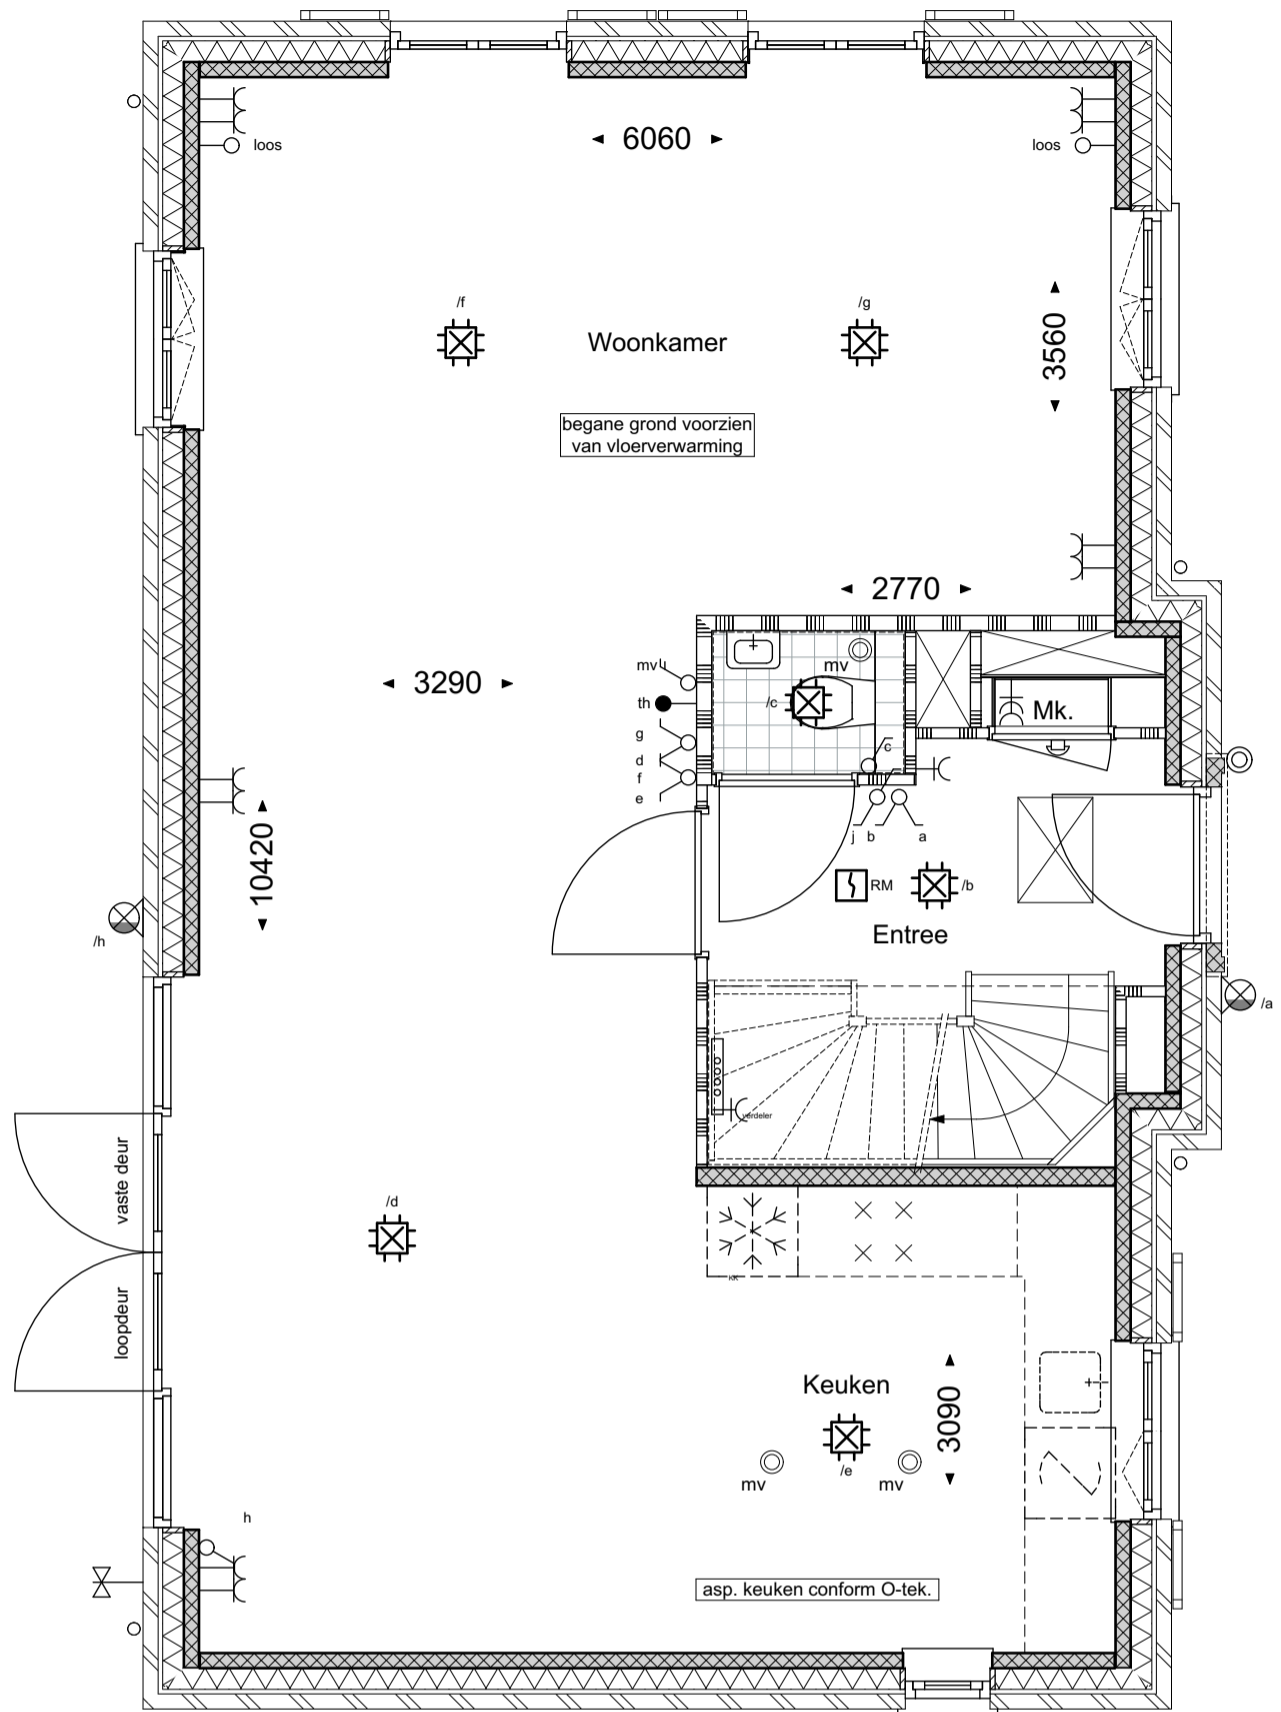 6060
loos
loos
/f
/g
Woonkamer
3560
begane grond voorzien
van vloerverwarming
2770
mv
mv
3290
th
/c
Mk.
g
d
c
f
e
j
b
a
10420
RM
/b
Entree
/h
/a
verdeler
vaste deur
/d
loopdeur
KK
Keuken
3090
/e
mv
mv
h
asp. keuken conform O-tek.